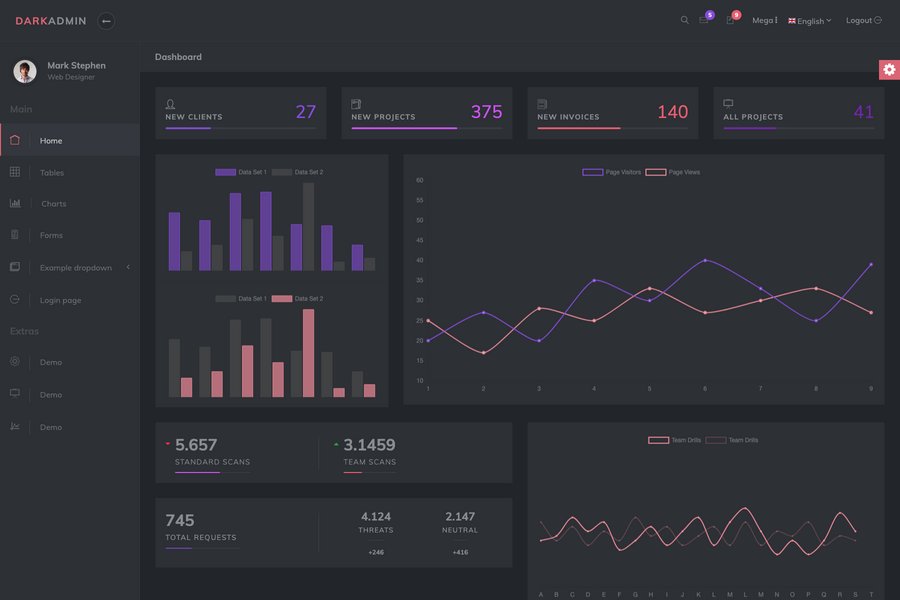 DARKADMIN
5
9
Mega
English
Logout
Mark Stephen
Web Designer
Main
Home
Tables
Charts
Forms
Example dropdown
Login page
Extras
Demo
Demo
Demo
Dashboard
NEW CLIENTS
27
NEW PROJECTS
375
NEW INVOICES
140
ALL PROJECTS
41
Data Set 1 Data Set 2
Data Set 1 Data Set 2
Page Visitors Page Views
60
55
50
45
40
35
30
25
20
15
10
1 2 3 4 5 6 7 8 9
5.657
STANDARD SCANS
3.1459
TEAM SCANS
745
TOTAL REQUESTS
4.124
THREATS
+246
2.147
NEUTRAL
+416
Team Drills Team Drills
A B C D E F G H I J K L M L M N O P Q R S T